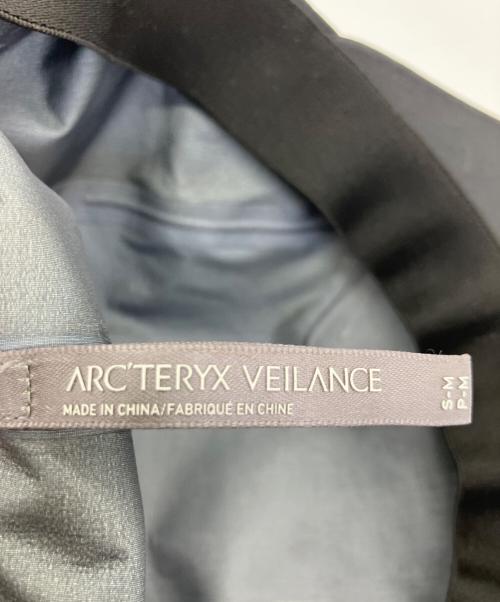 ARC'TERYX VEILANCE
MADE IN CHINA/FABRIQUÉ EN CHINE
S-M
P-M